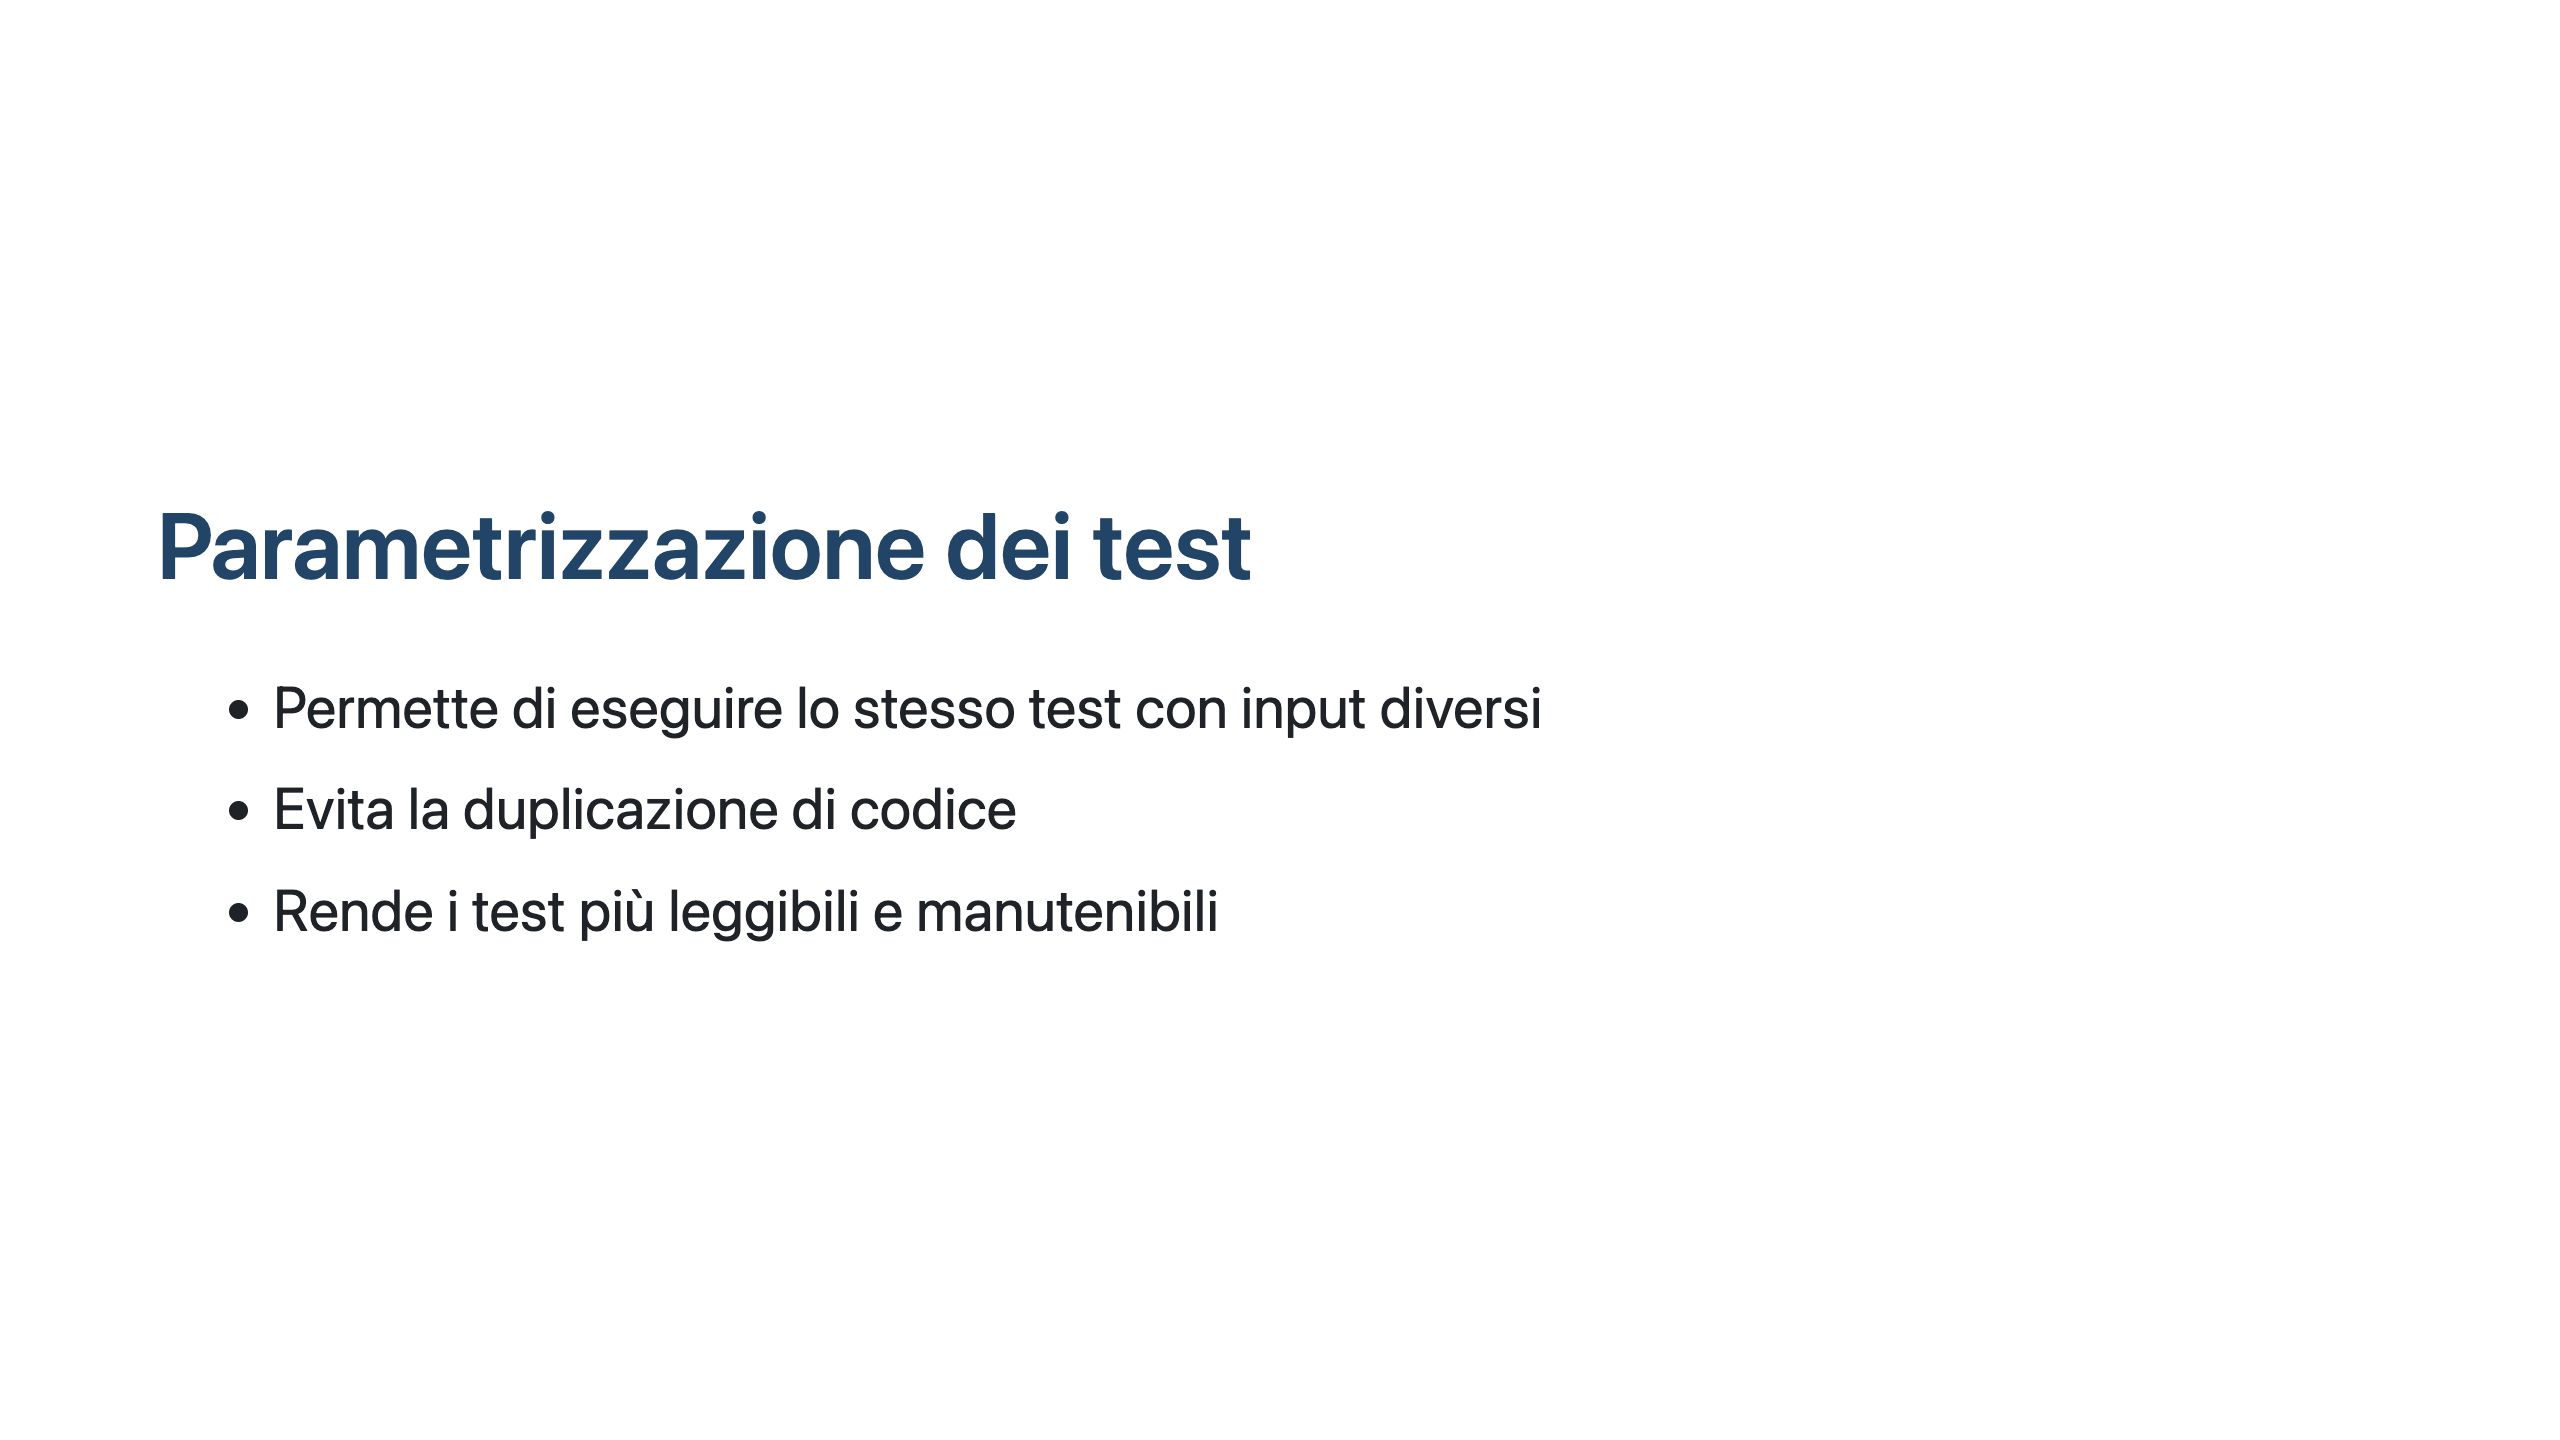 Parametrizzazione dei test
• Permette di eseguire lo stesso test con input diversi
• Evita la duplicazione di codice
• Rende i test più leggibili e manutenibili